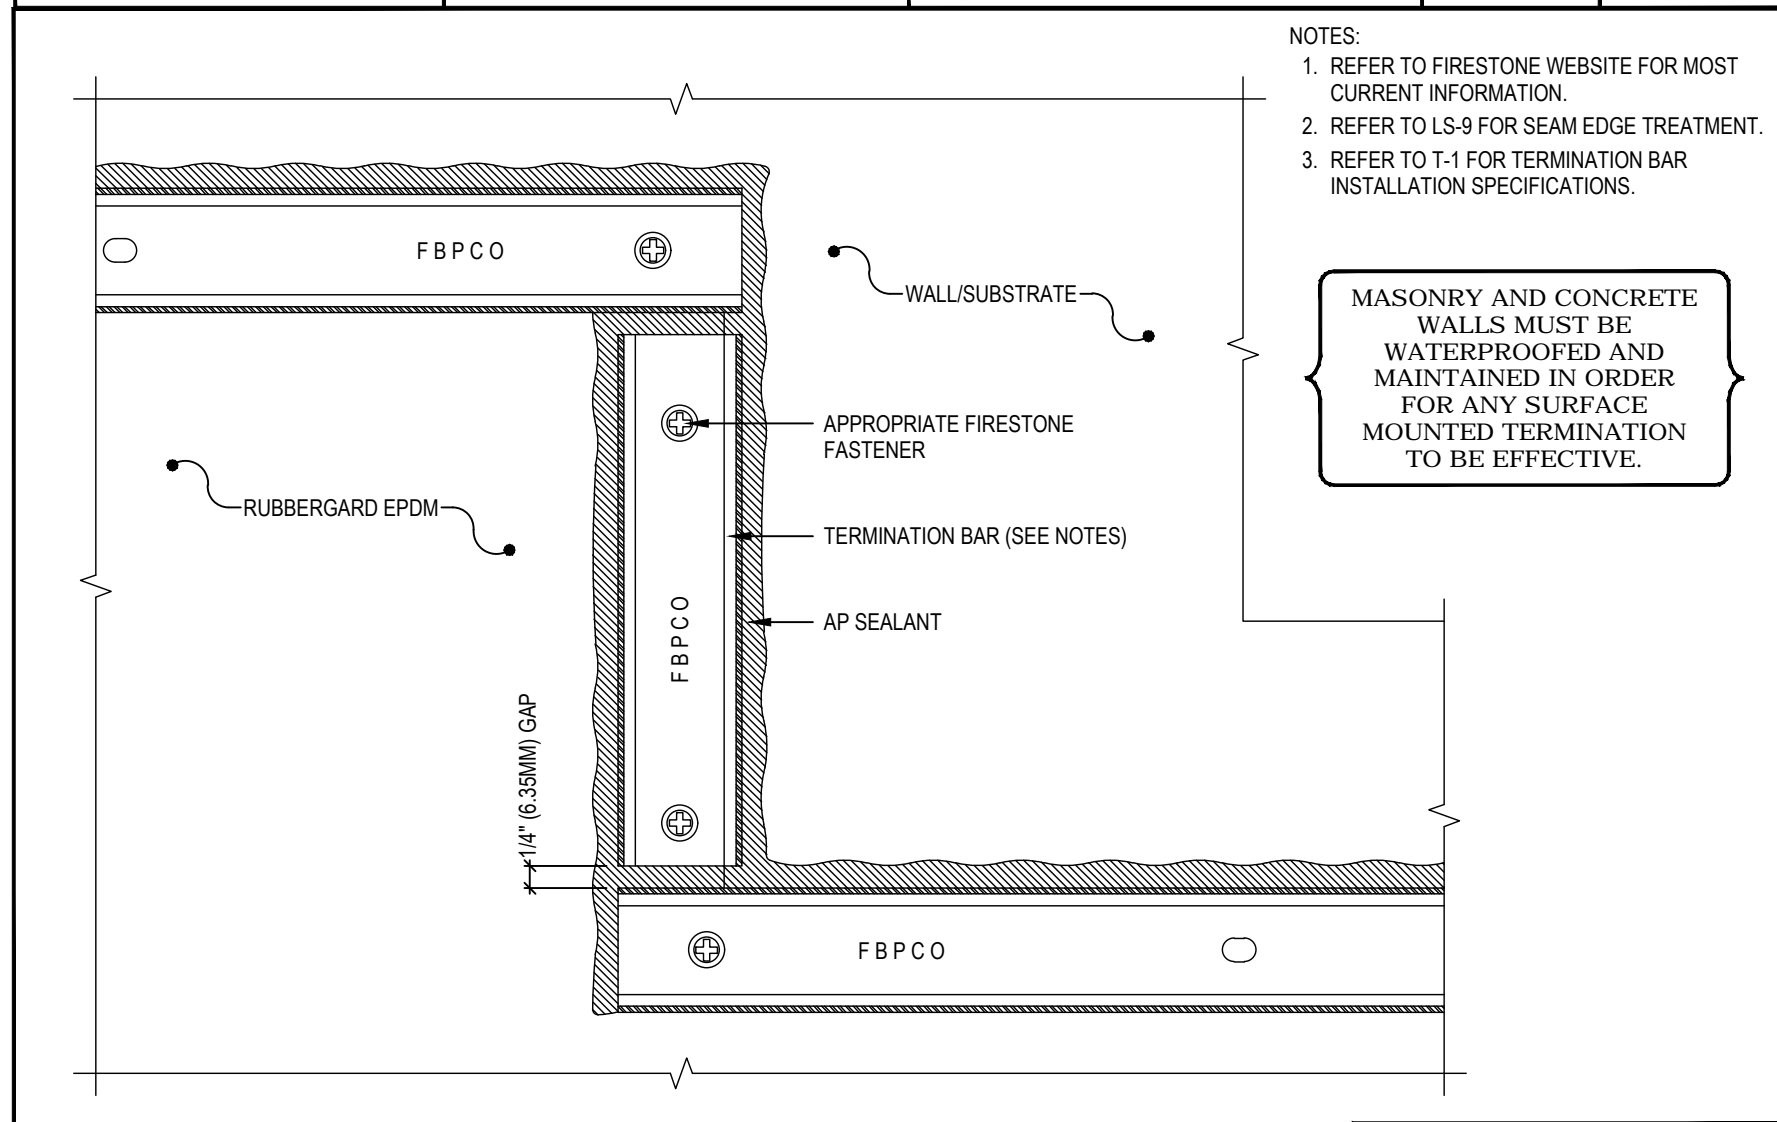 NOTES:
1. REFER TO FIRESTONE WEBSITE FOR MOST
CURRENT INFORMATION.
2. REFER TO LS-9 FOR SEAM EDGE TREATMENT.
3. REFER TO T-1 FOR TERMINATION BAR
INSTALLATION SPECIFICATIONS.
FBPCO
WALL/SUBSTRATE
MASONRY AND CONCRETE
WALLS MUST BE
WATERPROOFED AND
MAINTAINED IN ORDER
FOR ANY SURFACE
MOUNTED TERMINATION
TO BE EFFECTIVE.
APPROPRIATE FIRESTONE
FASTENER
RUBBERGARD EPDM
TERMINATION BAR (SEE NOTES)
FBPCO
AP SEALANT
1/4" (6.35MM) GAP
FBPCO